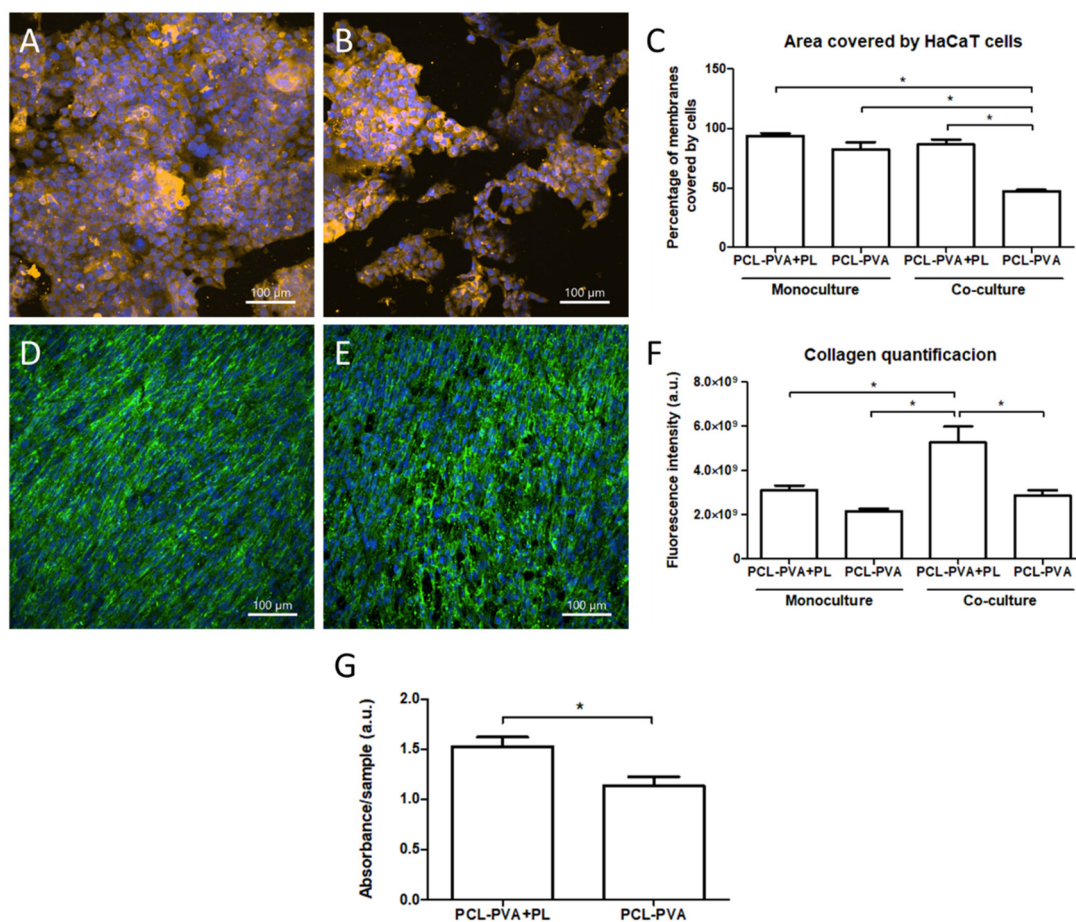 A
B
100 µm
100 µm
C
Area covered by HaCaT cells
Percentage of membranes
covered by cells
150
100
50
0
*
*
*
PCL-PVA+PL
PCL-PVA
PCL-PVA+PL
PCL-PVA
Monoculture
Co-culture
D
E
100 µm
100 µm
F
Collagen quantificacion
Fluorescence intensity (a.u.)
8.0×10⁹
6.0×10⁹
4.0×10⁹
2.0×10⁹
0
*
*
*
PCL-PVA+PL
PCL-PVA
PCL-PVA+PL
PCL-PVA
Monoculture
Co-culture
G
Absorbance/sample (a.u.)
2.0
1.5
1.0
0.5
0.0
*
PCL-PVA+PL
PCL-PVA